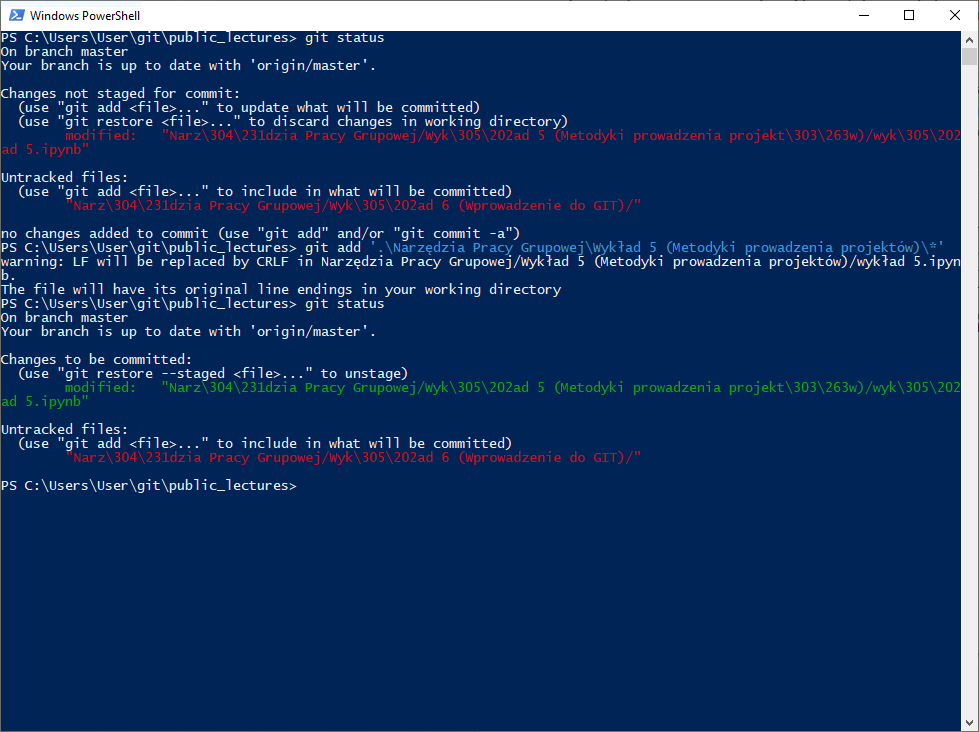 Windows PowerShell
PS C:\Users\User\git\public_lectures> git status
On branch master
Your branch is up to date with 'origin/master'.
Changes not staged for commit:
(use "git add <file>..." to update what will be committed)
(use "git restore <file>..." to discard changes in working directory)
modified: "Narz\304\231dzia Pracy Grupowej/Wyk\305\202ad 5 (Metodyki prowadzenia projekt\303\263w)/wyk\305\202
ad 5.ipynb"
Untracked files:
(use "git add <file>..." to include in what will be committed)
"Narz\304\231dzia Pracy Grupowej/Wyk\305\202ad 6 (Wprowadzenie do GIT)/"
no changes added to commit (use "git add" and/or "git commit -a")
PS C:\Users\User\git\public_lectures> git add '.\Narzędzia Pracy Grupowej\Wykład 5 (Metodyki prowadzenia projektów)\*'
warning: LF will be replaced by CRLF in Narzędzia Pracy Grupowej/Wykład 5 (Metodyki prowadzenia projektów)/wykład 5.ipyn
b.
The file will have its original line endings in your working directory
PS C:\Users\User\git\public_lectures> git status
On branch master
Your branch is up to date with 'origin/master'.
Changes to be committed:
(use "git restore --staged <file>..." to unstage)
modified: "Narz\304\231dzia Pracy Grupowej/Wyk\305\202ad 5 (Metodyki prowadzenia projekt\303\263w)/wyk\305\202
ad 5.ipynb"
Untracked files:
(use "git add <file>..." to include in what will be committed)
"Narz\304\231dzia Pracy Grupowej/Wyk\305\202ad 6 (Wprowadzenie do GIT)/"
PS C:\Users\User\git\public_lectures>